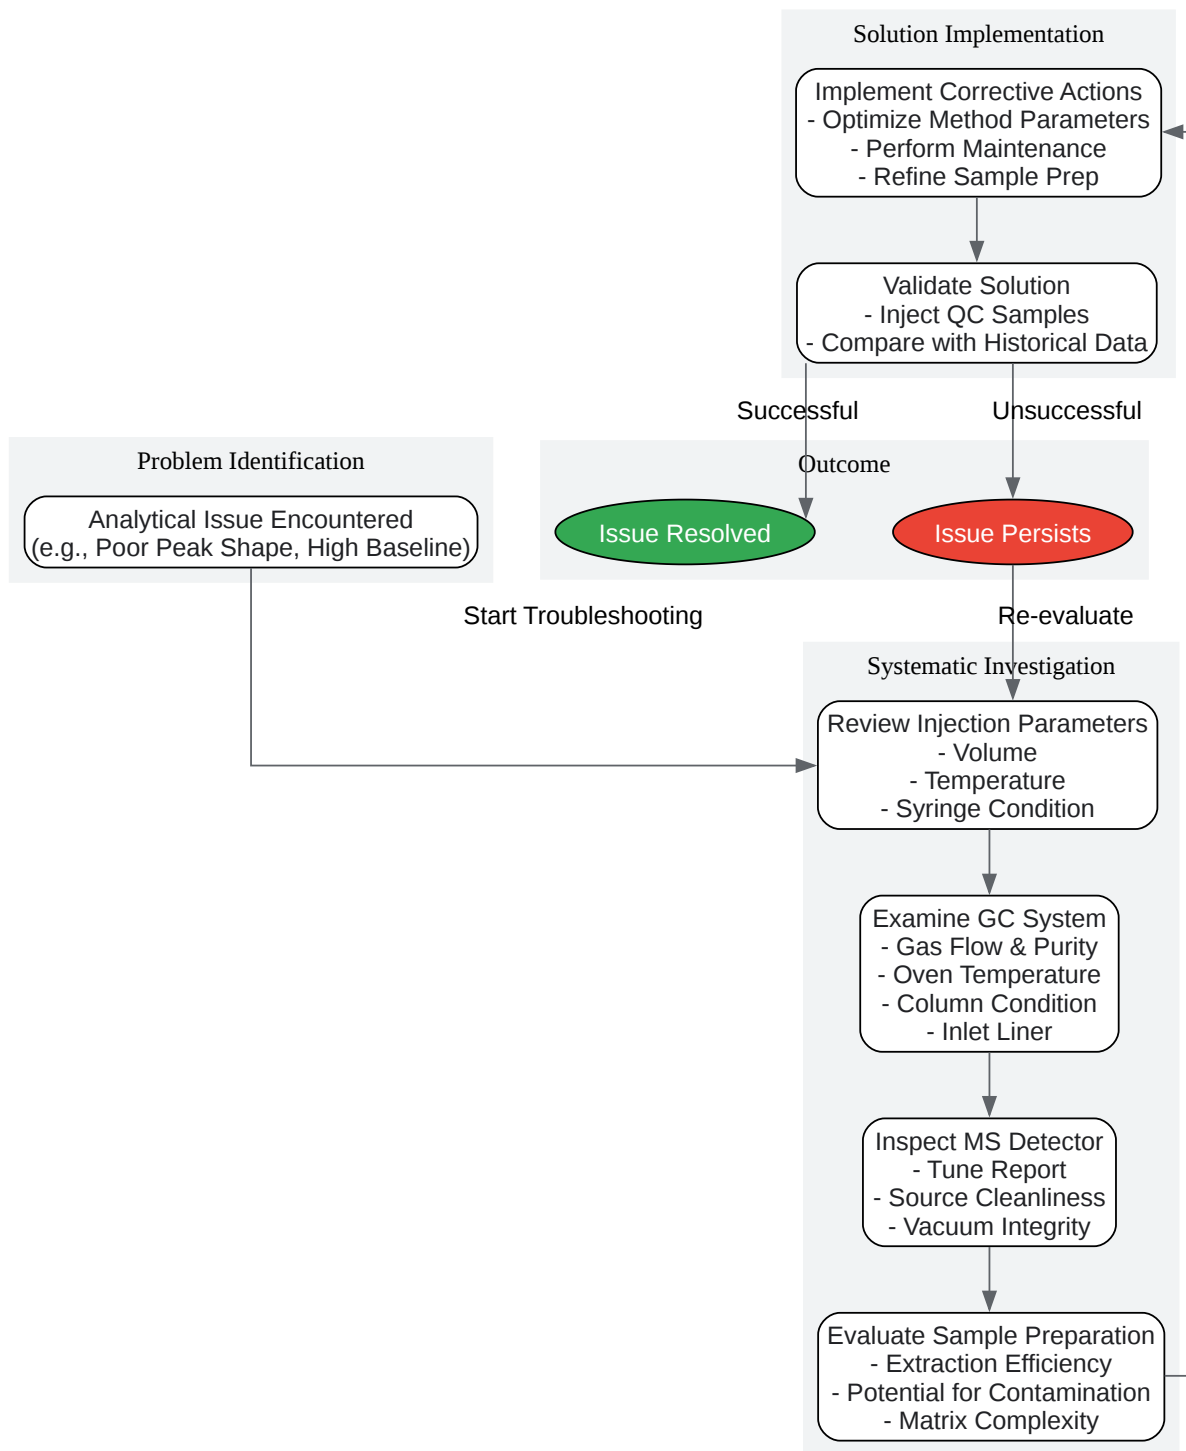 Solution Implementation
Implement Corrective Actions
- Optimize Method Parameters
- Perform Maintenance
- Refine Sample Prep
Validate Solution
- Inject QC Samples
- Compare with Historical Data
Successful
Unsuccessful
Problem Identification
Analytical Issue Encountered
(e.g., Poor Peak Shape, High Baseline)
Outcome
Issue Resolved
Issue Persists
Start Troubleshooting
Re-evaluate
Systematic Investigation
Review Injection Parameters
- Volume
- Temperature
- Syringe Condition
Examine GC System
- Gas Flow & Purity
- Oven Temperature
- Column Condition
- Inlet Liner
Inspect MS Detector
- Tune Report
- Source Cleanliness
- Vacuum Integrity
Evaluate Sample Preparation
- Extraction Efficiency
- Potential for Contamination
- Matrix Complexity